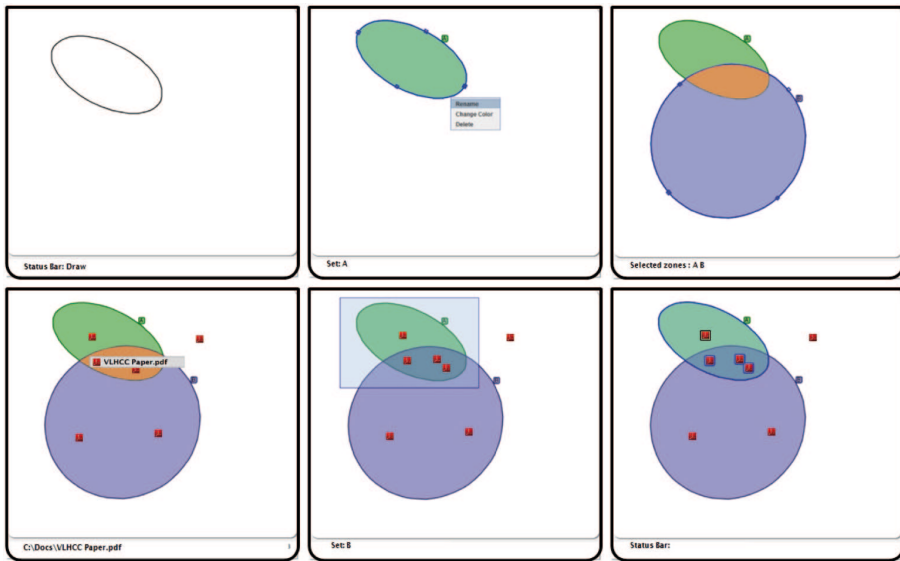 Status Bar: Draw
A
Rename
Change Color
Delete
Set: A
A
Selected zones : A B
A
VLHCC Paper.pdf
C:\Docs\VLHCC Paper.pdf
Set: B
A
Status Bar: